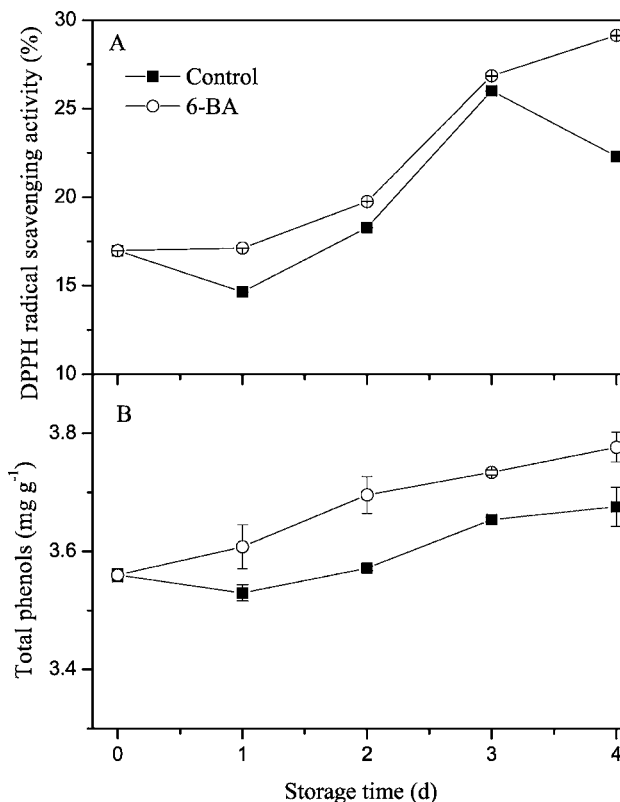 DPPH radical scavenging activity (%)
30
25
20
15
10
A
Control
6-BA
Total phenols (mg g⁻¹)
3.8
3.6
3.4
B
0 1 2 3 4
Storage time (d)